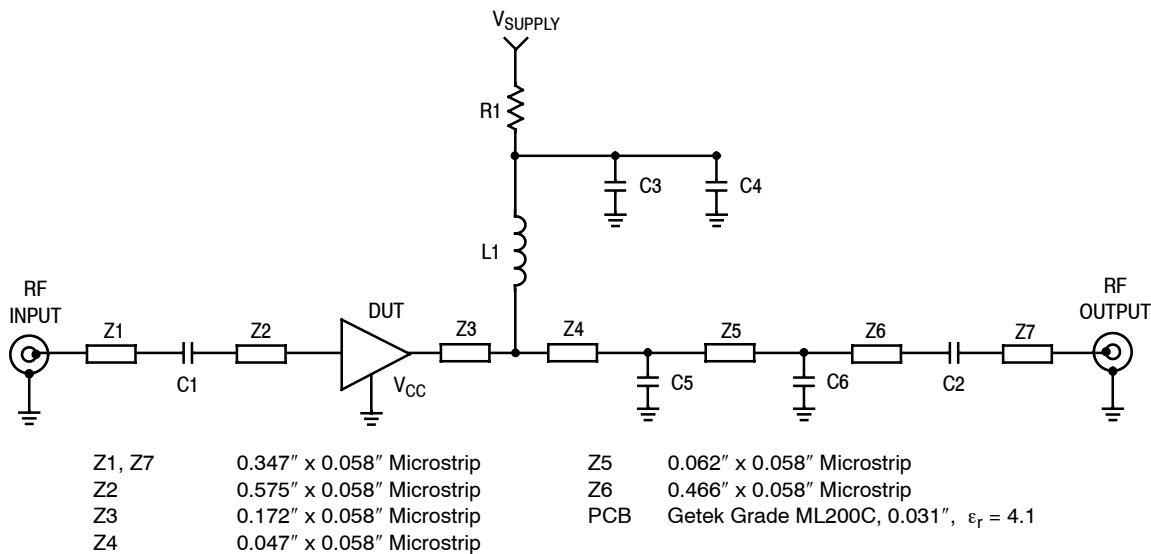 V_SUPPLY
R1
C3
C4
L1
RF
INPUT
Z1
C1
Z2
DUT
V_CC
Z3
Z4
C5
Z5
C6
Z6
C2
Z7
RF
OUTPUT
Z1, Z7 0.347″ x 0.058″ Microstrip
Z2 0.575″ x 0.058″ Microstrip
Z3 0.172″ x 0.058″ Microstrip
Z4 0.047″ x 0.058″ Microstrip
Z5 0.062″ x 0.058″ Microstrip
Z6 0.466″ x 0.058″ Microstrip
PCB Getek Grade ML200C, 0.031″, ε_r = 4.1